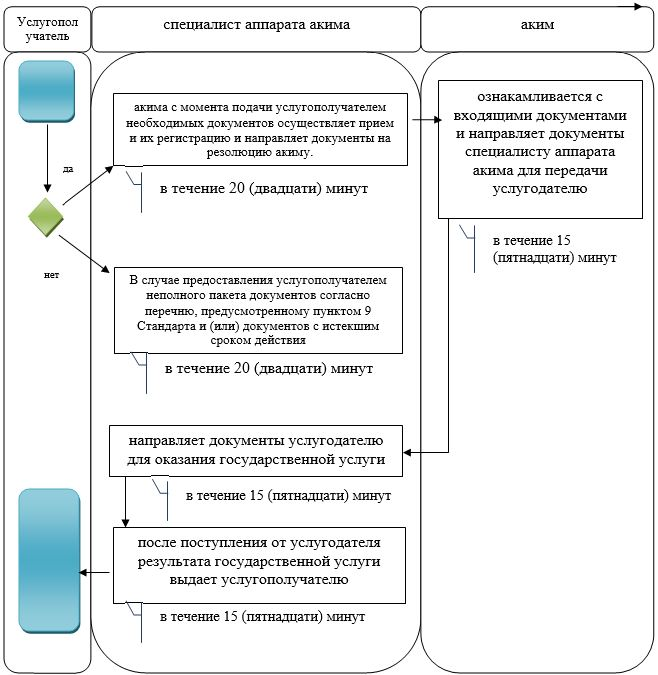 Услугопол
учатель
специалист аппарата акима
аким
акима с момента подачи услугополучателем
необходимых документов осуществляет прием
и их регистрацию и направляет документы на
резолюцию акиму.
в течение 20 (двадцати) минут
ознакамливается с
входящими документами
и направляет документы
специалисту аппарата
акима для передачи
услугодателю
в течение 15
(пятнадцати) минут
да
нет
В случае предоставления услугополучателем
неполного пакета документов согласно
перечню, предусмотренному пунктом 9
Стандарта и (или) документов с истекшим
сроком действия
в течение 20 (двадцати) минут
направляет документы услугодателю
для оказания государственной услуги
в течение 15 (пятнадцати) минут
после поступления от услугодателя
результата государственной услуги
выдает услугополучателю
в течение 15 (пятнадцати) минут